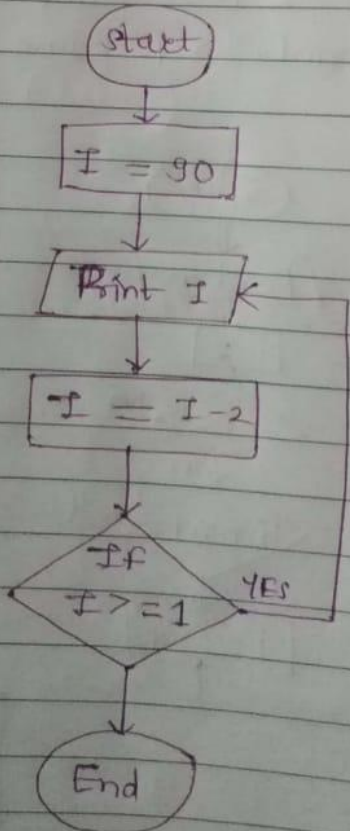 Start
I = 90
Print I
I = I - 2
If
I > = 1
YES
End